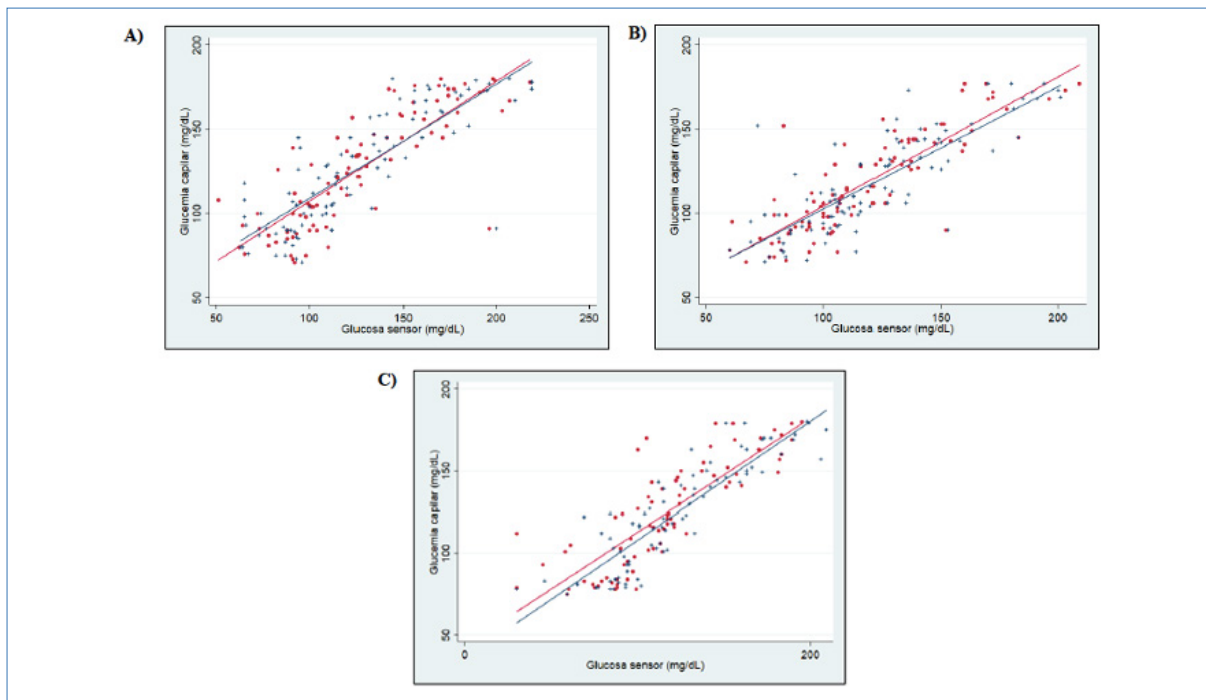 A)
200
150
100
50
Glucemia capilar (mg/dL)
50 100 150 200 250
Glucosa sensor (mg/dL)
B)
200
150
100
50
Glucemia capilar (mg/dL)
50 100 150 200
Glucosa sensor (mg/dL)
C)
200
150
100
50
Glucemia capilar (mg/dL)
0 200
Glucosa sensor (mg/dL)